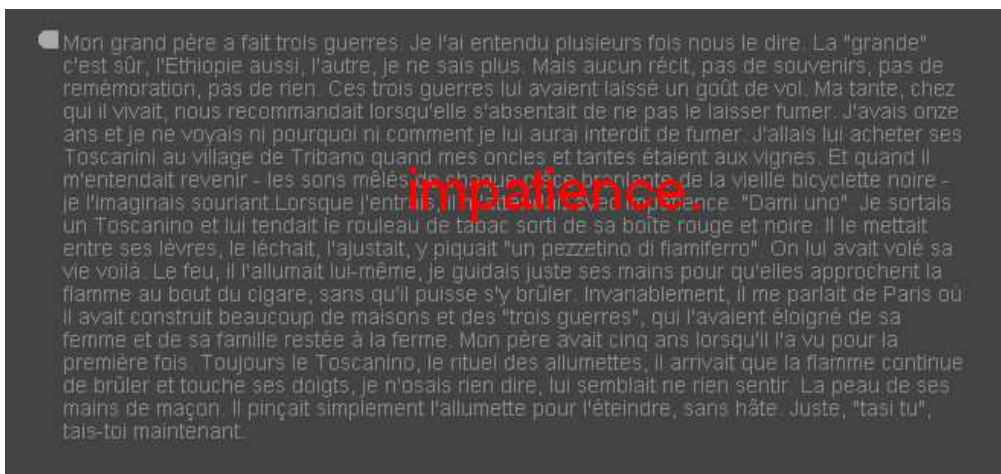 Mon grand père a fait trois guerres. Je l'ai entendu plusieurs fois nous le dire. La "grande"
c'est sûr, l'Ethiopie aussi, l'autre, je ne sais plus. Mais aucun récit, pas de souvenirs, pas de
remémoration, pas de rien. Ces trois guerres lui avaient laissé un goût de vol. Ma tante, chez
qui il vivait, nous recommandait lorsqu'elle s'absentait de ne pas le laisser fumer. J'avais onze
ans et je ne voyais ni pourquoi ni comment je lui aurai interdit de fumer. J'allais lui acheter ses
Toscanini au village de Tribano quand mes oncles et tantes étaient aux vignes. Et quand il
m'entendait revenir - les sons mêlés de la vieille bicyclette noire -
impatience.
je l'imaginais souriant.Lorsque "Dami uno". Je sortais
un Toscanino et lui tendait le rouleau de tabac sorti de sa boîte rouge et noire. Il le mettait
entre ses lèvres, le léchait, l'ajustait, y piquait "un pezzetino di fiamiferro". On lui avait volé sa
vie voilà. Le feu, il l'allumait lui-même, je guidais juste ses mains pour qu'elles approchent la
flamme au bout du cigare, sans qu'il puisse s'y brûler. Invariablement, il me parlait de Paris où
il avait construit beaucoup de maisons et des "trois guerres", qui l'avaient éloigné de sa
femme et de sa famille restée à la ferme. Mon père avait cinq ans lorsqu'il l'a vu pour la
première fois. Toujours le Toscanino, le rituel des allumettes, il arrivait que la flamme continue
de brûler et touche ses doigts, je n'osais rien dire, lui semblait ne rien sentir. La peau de ses
mains de maçon. Il pinçait simplement l'allumette pour l'éteindre, sans hâte. Juste, "tasi tu",
tais-toi maintenant.